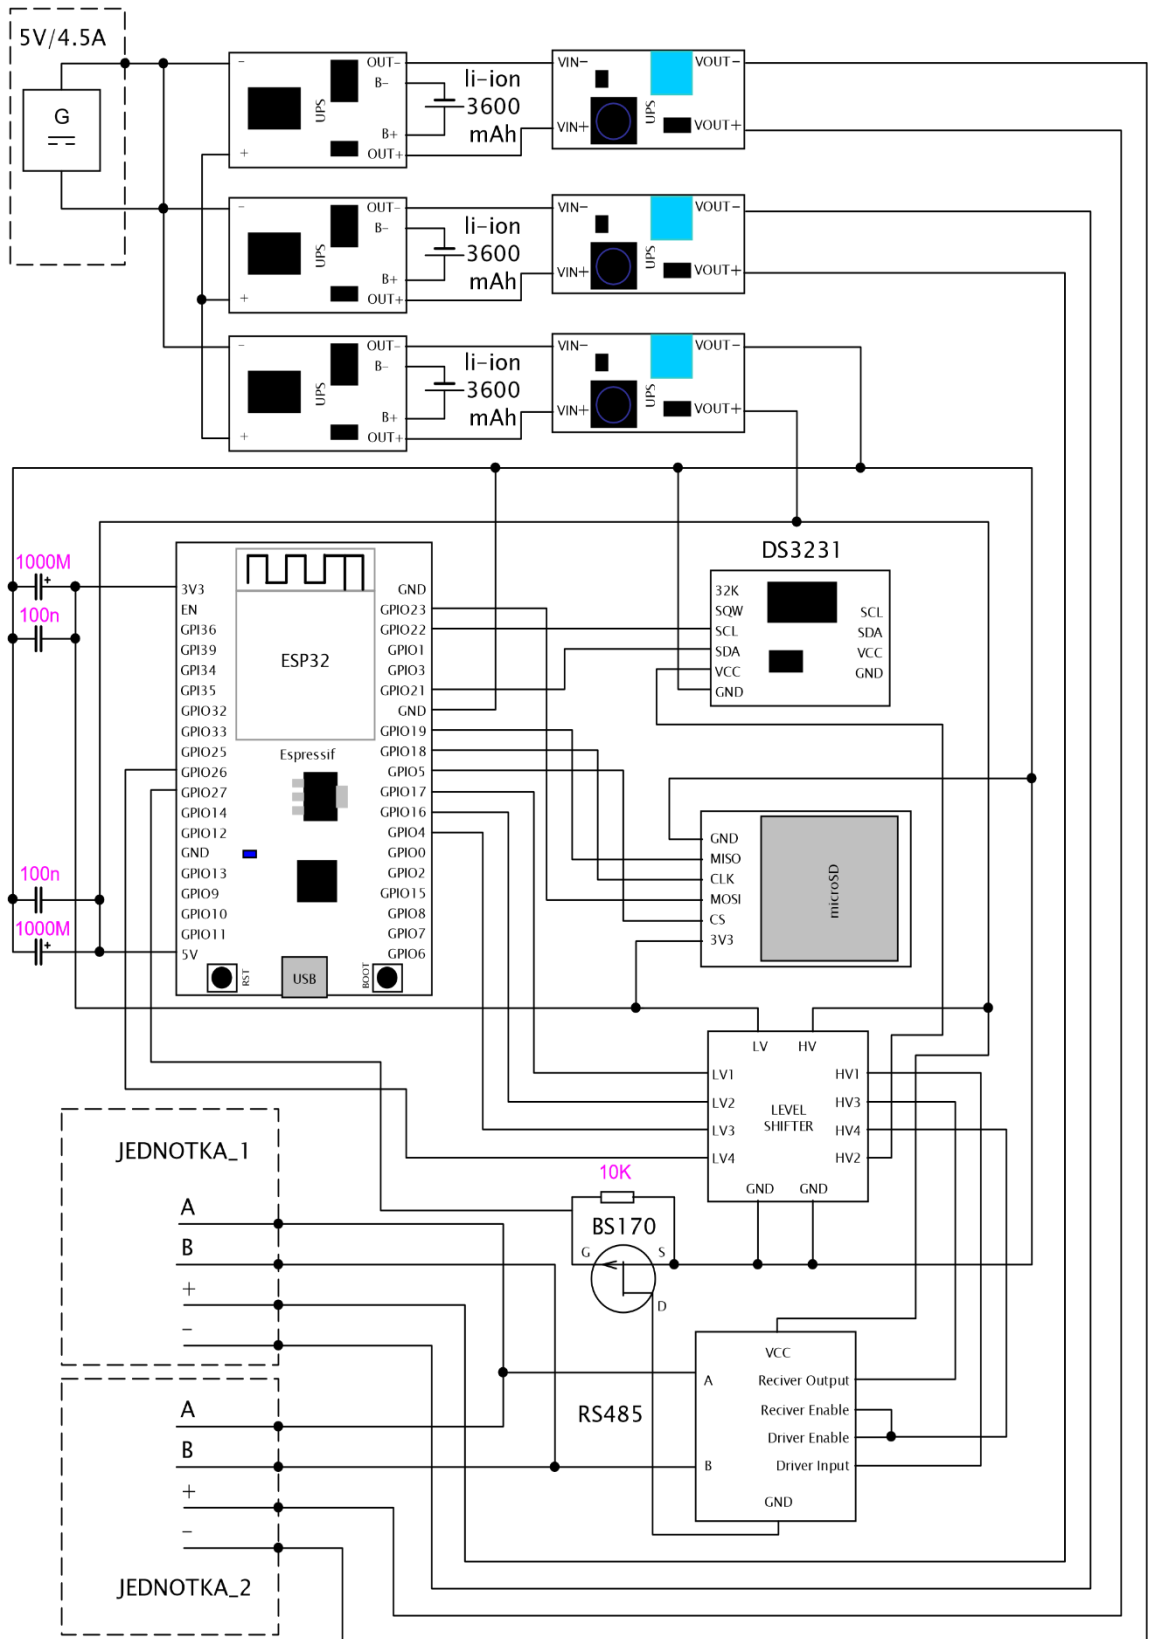 5V/4.5A
G
-
+
UPS
OUT-
B-
B+
OUT+
li-ion
3600
mAh
VIN-
VIN+
UPS
VOUT-
VOUT+
-
+
UPS
OUT-
B-
B+
OUT+
li-ion
3600
mAh
VIN-
VIN+
UPS
VOUT-
VOUT+
-
+
UPS
OUT-
B-
B+
OUT+
li-ion
3600
mAh
VIN-
VIN+
UPS
VOUT-
VOUT+
1000M
+
100n
100n
1000M
+
3V3
EN
GPI36
GPI39
GPI34
GPI35
GPIO32
GPIO33
GPIO25
GPIO26
GPIO27
GPIO14
GPIO12
GND
GPIO13
GPIO9
GPIO10
GPIO11
5V
ESP32
Espressif
RST
USB
BOOT
GND
GPIO23
GPIO22
GPIO1
GPIO3
GPIO21
GND
GPIO19
GPIO18
GPIO5
GPIO17
GPIO16
GPIO4
GPIO0
GPIO2
GPIO15
GPIO8
GPIO7
GPIO6
DS3231
32K
SQW
SCL
SDA
VCC
GND
SCL
SDA
VCC
GND
GND
MISO
CLK
MOSI
CS
3V3
microSD
LV
HV
LV1
LV2
LV3
LV4
LEVEL
SHIFTER
HV1
HV3
HV4
HV2
GND
GND
10K
BS170
G
S
D
JEDNOTKA_1
A
B
+
-
A
B
+
-
JEDNOTKA_2
RS485
VCC
A
B
Reciver Output
Reciver Enable
Driver Enable
Driver Input
GND